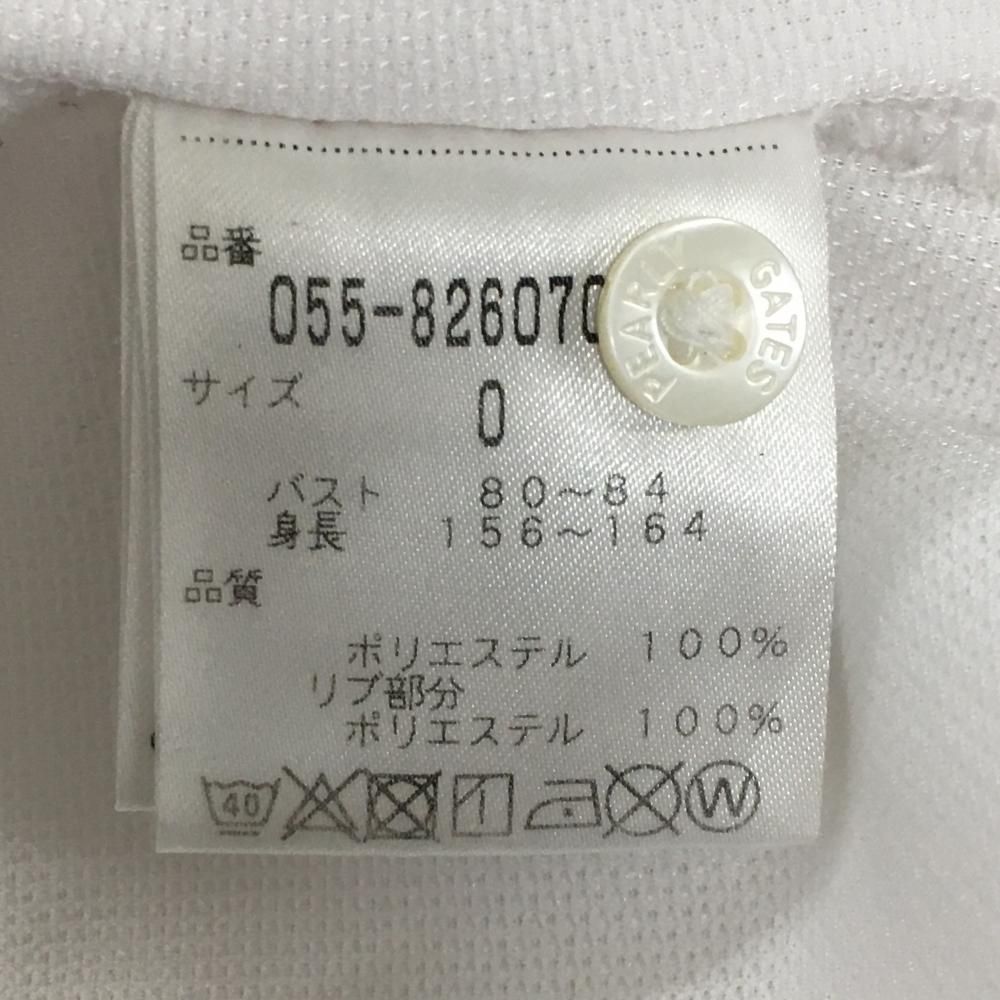 品番
055-826070
PEARLY GATES
サイズ
0
バスト 80～84
身長 156～164
品質
ポリエステル 100%
リブ部分
ポリエステル 100%
40
W